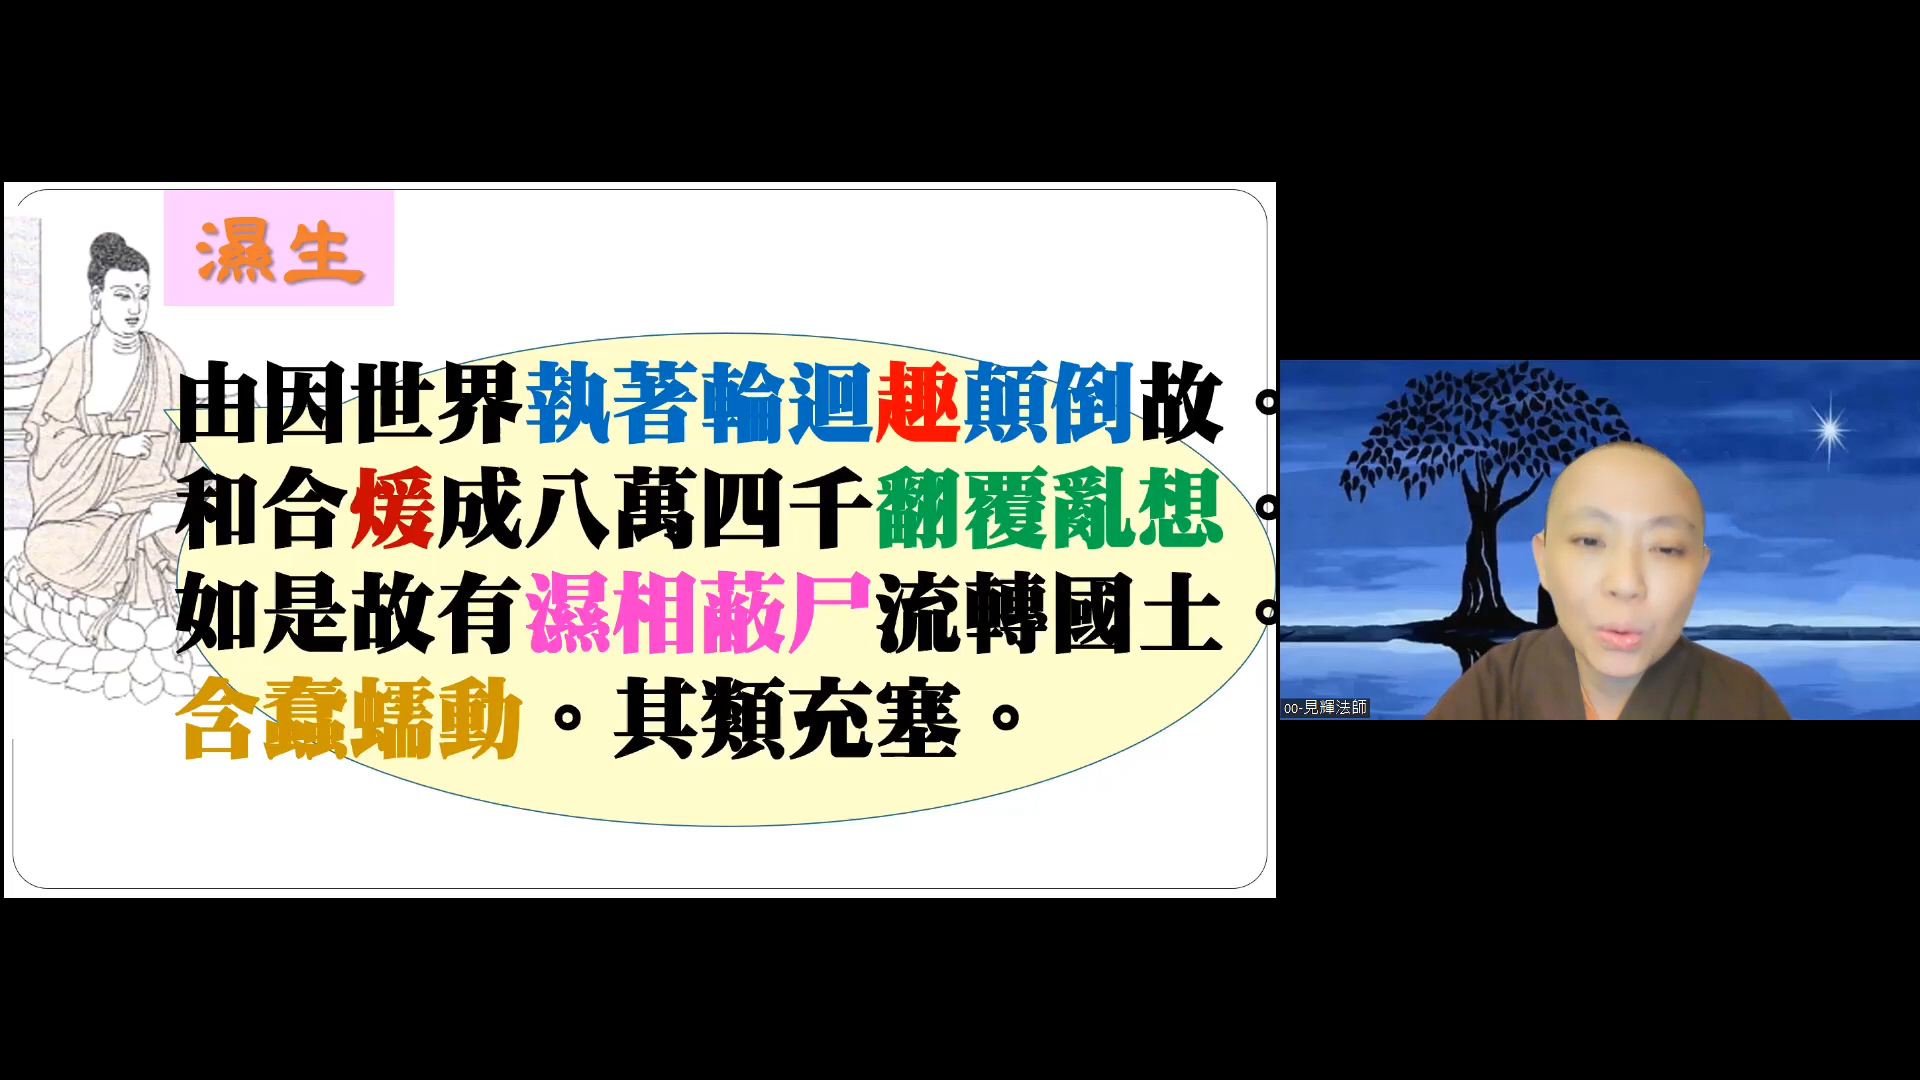 濕生
由因世界執著輪迴趣顛倒故。
和合煖成八萬四千翻覆亂想。
如是故有濕相蔽尸流轉國土。
含蠢蠕動。其類充塞。
oo-見輝法師